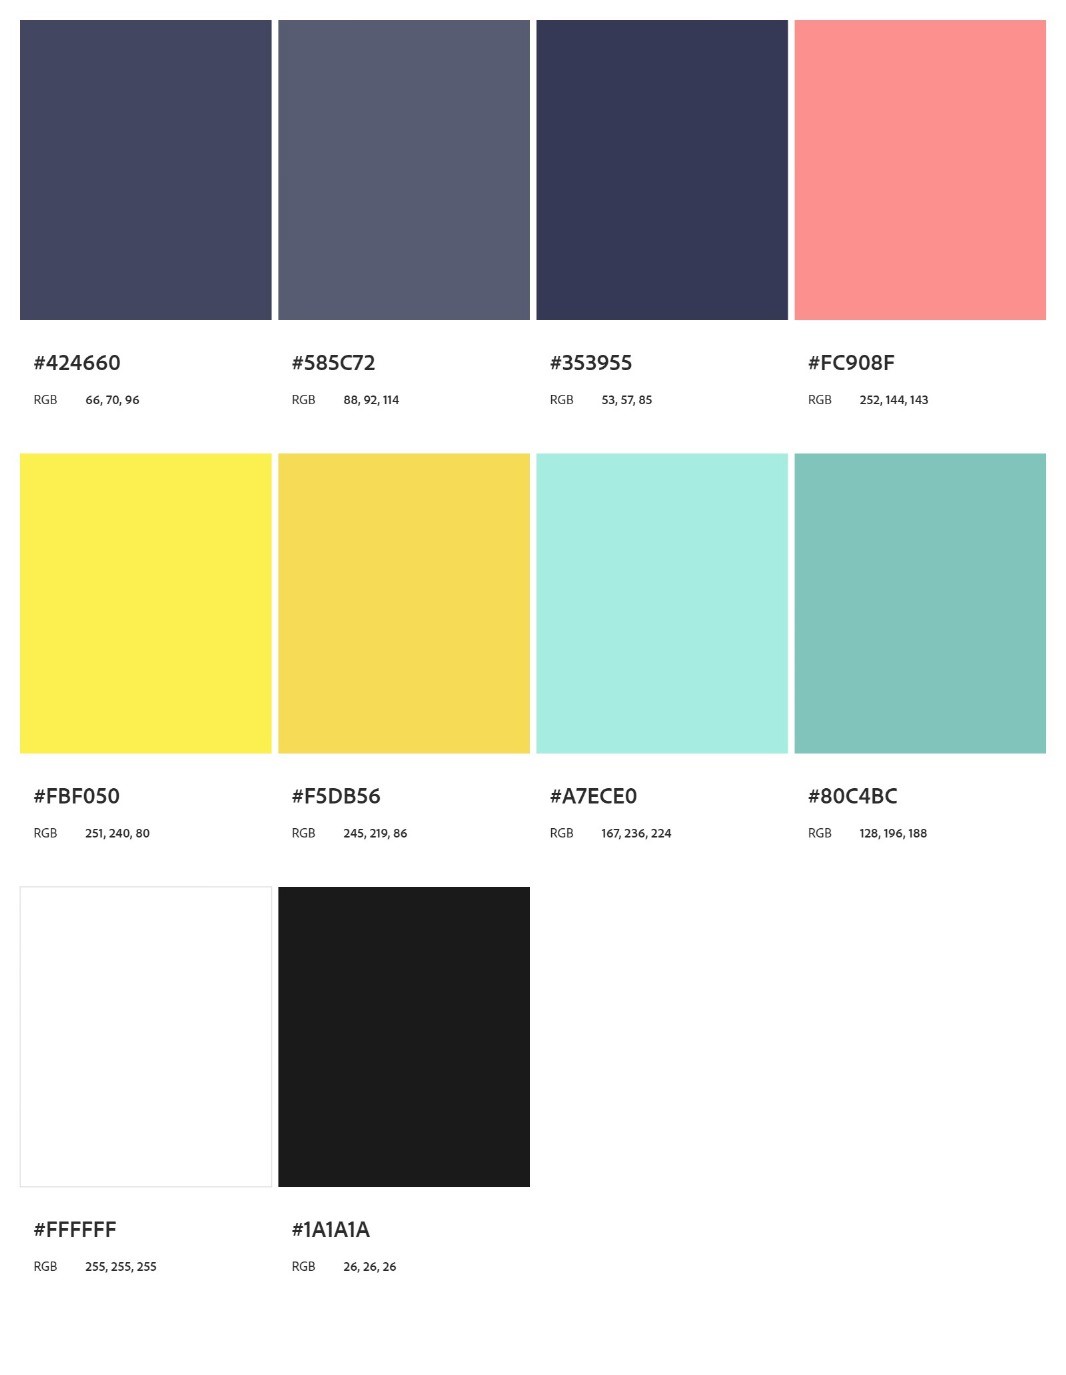 #424660
RGB 66, 70, 96
#585C72
RGB 88, 92, 114
#353955
RGB 53, 57, 85
#FC908F
RGB 252, 144, 143
#FBF050
RGB 251, 240, 80
#F5DB56
RGB 245, 219, 86
#A7ECE0
RGB 167, 236, 224
#80C4BC
RGB 128, 196, 188
#FFFFFF
RGB 255, 255, 255
#1A1A1A
RGB 26, 26, 26